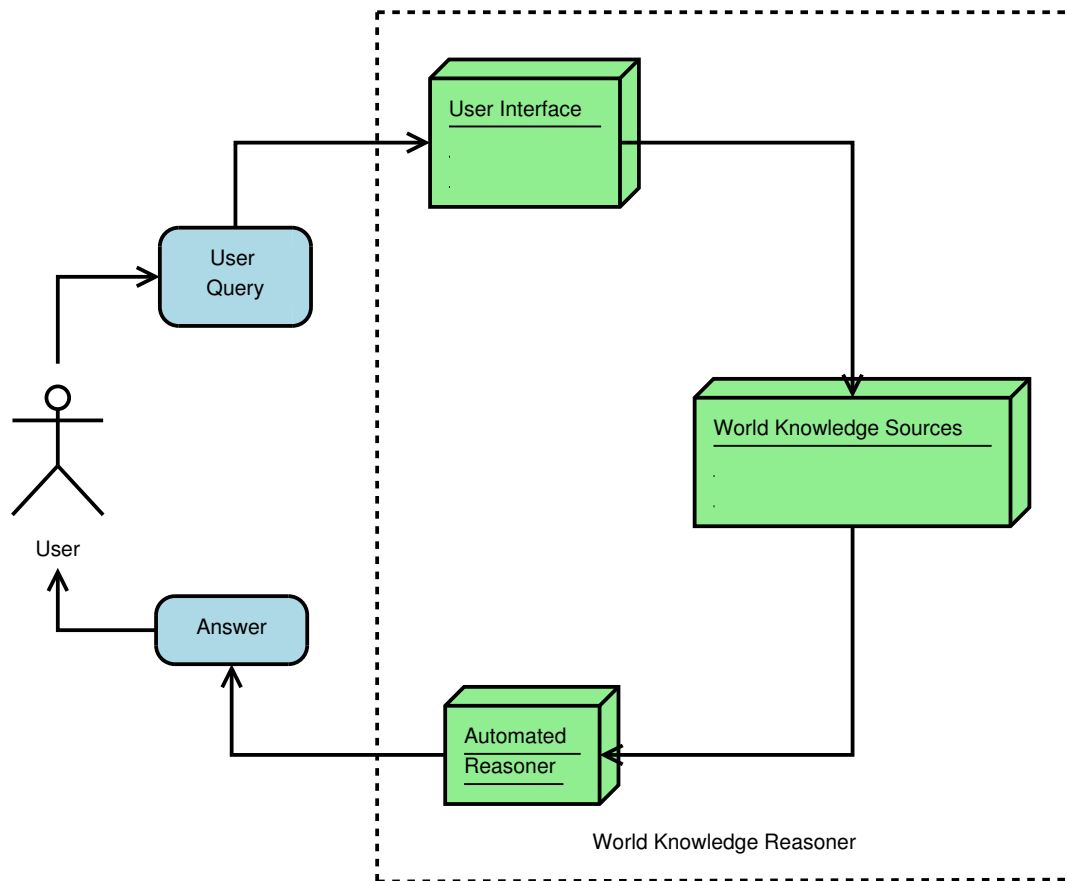 User Interface
User
Query
World Knowledge Sources
User
Answer
Automated
Reasoner
World Knowledge Reasoner